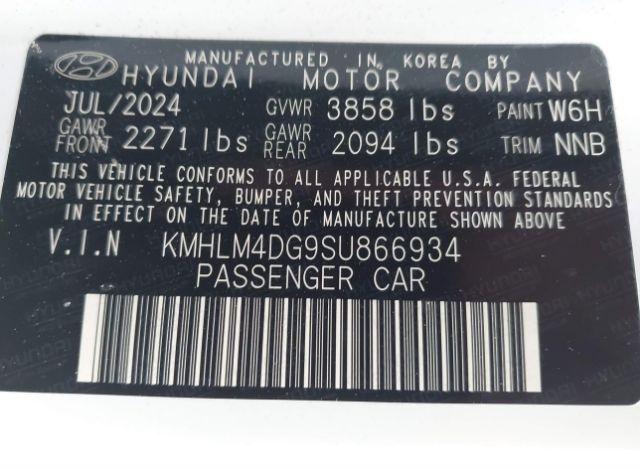 MANUFACTURED IN KOREA BY
HYUNDAI MOTOR COMPANY
JUL/2024 GVWR 3858 lbs PAINT W6H
GAWR FRONT 2271 lbs GAWR REAR 2094 lbs TRIM NNB
THIS VEHICLE CONFORMS TO ALL APPLICABLE U.S.A. FEDERAL
MOTOR VEHICLE SAFETY, BUMPER, AND THEFT PREVENTION STANDARDS
IN EFFECT ON THE DATE OF MANUFACTURE SHOWN ABOVE
V.I.N KMHLM4DG9SU866934
PASSENGER CAR